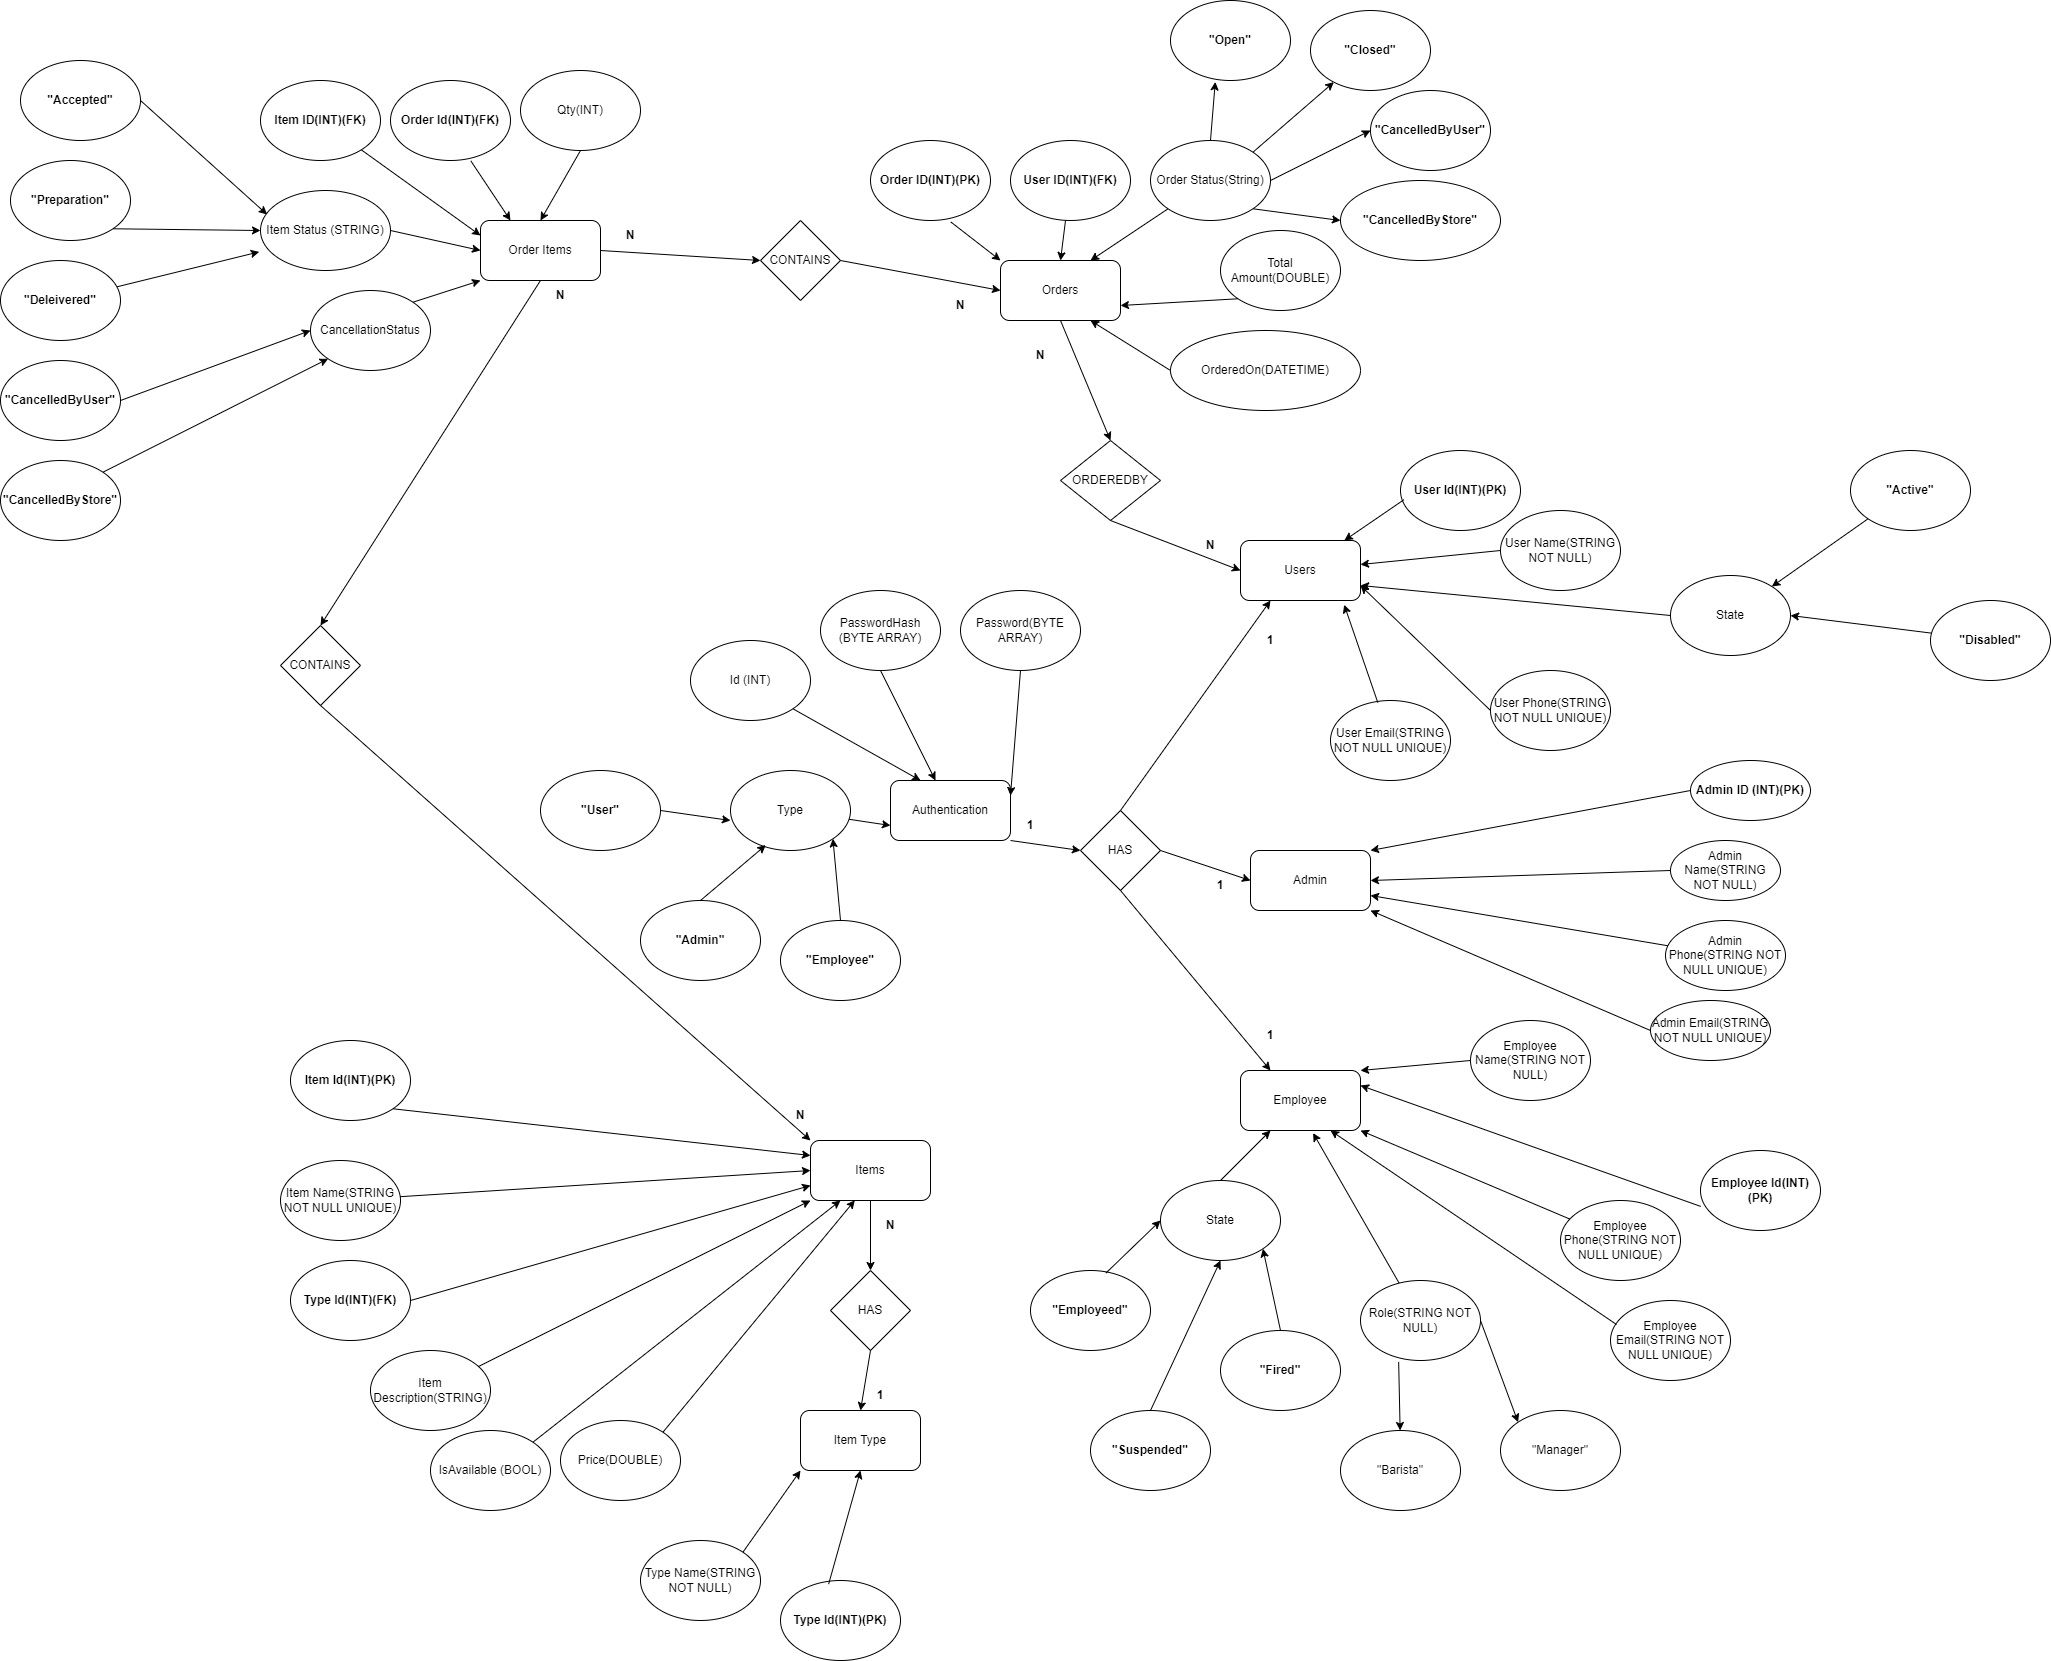 "Open"
"Closed"
"Accepted"
Item ID(INT)(FK)
Order Id(INT)(FK)
Qty(INT)
"CancelledByUser"
Order ID(INT)(PK)
User ID(INT)(FK)
Order Status(String)
"Preparation"
Item Status (STRING)
"CancelledByStore"
Order Items
N
CONTAINS
N
Orders
Total
Amount(DOUBLE)
N
"Deleivered"
CancellationStatus
N
OrderedOn(DATETIME)
"CancelledByUser"
"CancelledByStore"
ORDEREDBY
User Id(INT)(PK)
"Active"
N
Users
User Name(STRING
NOT NULL)
State
"Disabled"
1
PasswordHash
(BYTE ARRAY)
Password(BYTE
ARRAY)
CONTAINS
Id (INT)
User Phone(STRING
NOT NULL UNIQUE)
User Email(STRING
NOT NULL UNIQUE)
"User"
Type
Authentication
1
HAS
Admin ID (INT)(PK)
1
Admin
Admin
Name(STRING
NOT NULL)
"Admin"
"Employee"
Admin
Phone(STRING NOT
NULL UNIQUE)
Admin Email(STRING
NOT NULL UNIQUE)
1
Employee
Name(STRING NOT
NULL)
Item Id(INT)(PK)
Employee
N
Items
Item Name(STRING
NOT NULL UNIQUE)
Employee Id(INT)
(PK)
N
State
Employee
Phone(STRING NOT
NULL UNIQUE)
Type Id(INT)(FK)
HAS
"Employeed"
Role(STRING NOT
NULL)
Employee
Email(STRING NOT
NULL UNIQUE)
"Fired"
Item
Description(STRING)
1
Item Type
"Suspended"
"Manager"
IsAvailable (BOOL)
Price(DOUBLE)
"Barista"
Type Name(STRING
NOT NULL)
Type Id(INT)(PK)